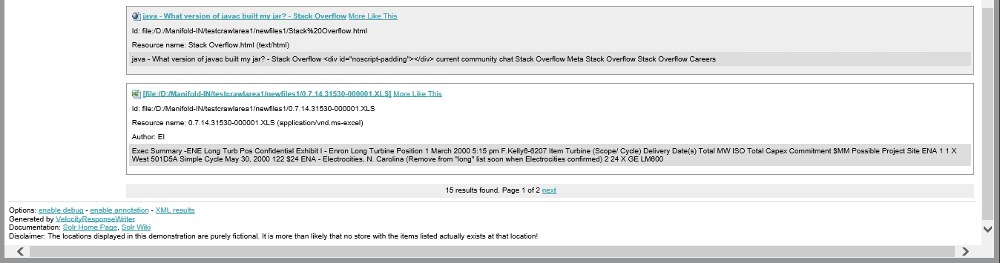 java - What version of javac built my jar? - Stack Overflow More Like This
Id: file:/D:/Manifold-IN/testcrawlarea1/newfiles1/Stack%20Overflow.html
Resource name: Stack Overflow.html (text/html)
java - What version of javac built my jar? - Stack Overflow <div id="noscript-padding"></div> current community chat Stack Overflow Meta Stack Overflow Stack Overflow Careers
[file:/D:/Manifold-IN/testcrawlarea1/newfiles1/0.7.14.31530-000001.XLS] More Like This
Id: file:/D:/Manifold-IN/testcrawlarea1/newfiles1/0.7.14.31530-000001.XLS
Resource name: 0.7.14.31530-000001.XLS (application/vnd.ms-excel)
Author: EI
Exec Summary -ENE Long Turb Pos Confidential Exhibit I - Enron Long Turbine Position 1 March 2000 5:15 pm F.Kelly6-6207 Item Turbine (Scope/ Cycle) Delivery Date(s) Total MW ISO Total Capex Commitment $MM Possible Project Site ENA 1 1 X
West 501D5A Simple Cycle May 30, 2000 122 $24 ENA - Electrocities, N. Carolina (Remove from "long" list soon when Electrocities confirmed) 2 24 X GE LM600
15 results found. Page 1 of 2 next
Options: enable debug - enable annotation - XML results
Generated by VelocityResponseWriter
Documentation: Solr Home Page, Solr Wiki
Disclaimer: The locations displayed in this demonstration are purely fictional. It is more than likely that no store with the items listed actually exists at that location!